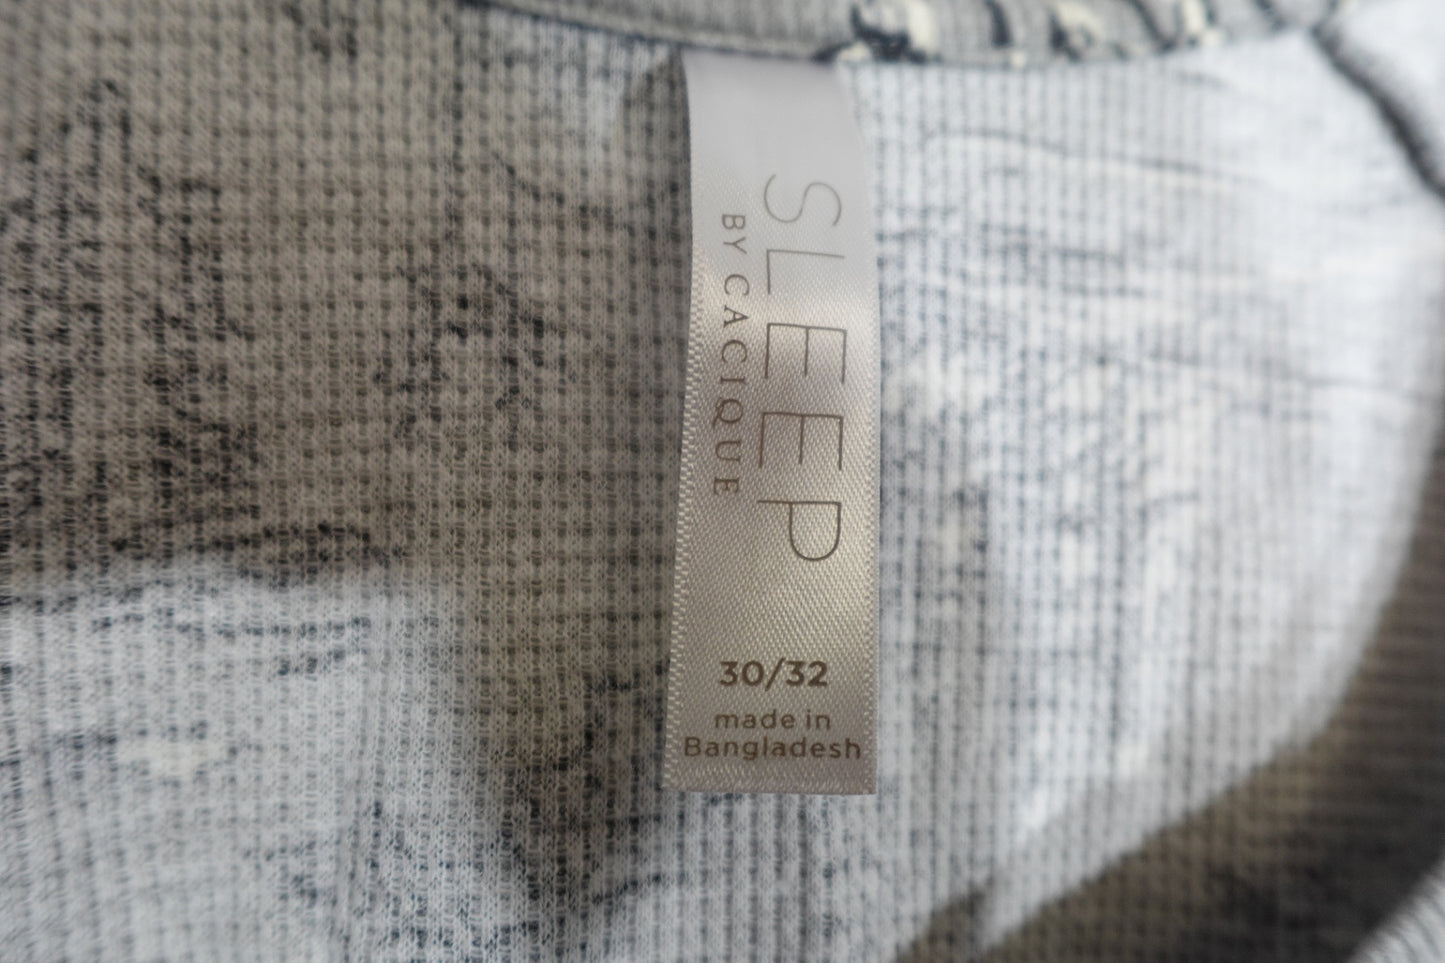 SLEEP
BY CACIQUE
30/32
made in
Bangladesh